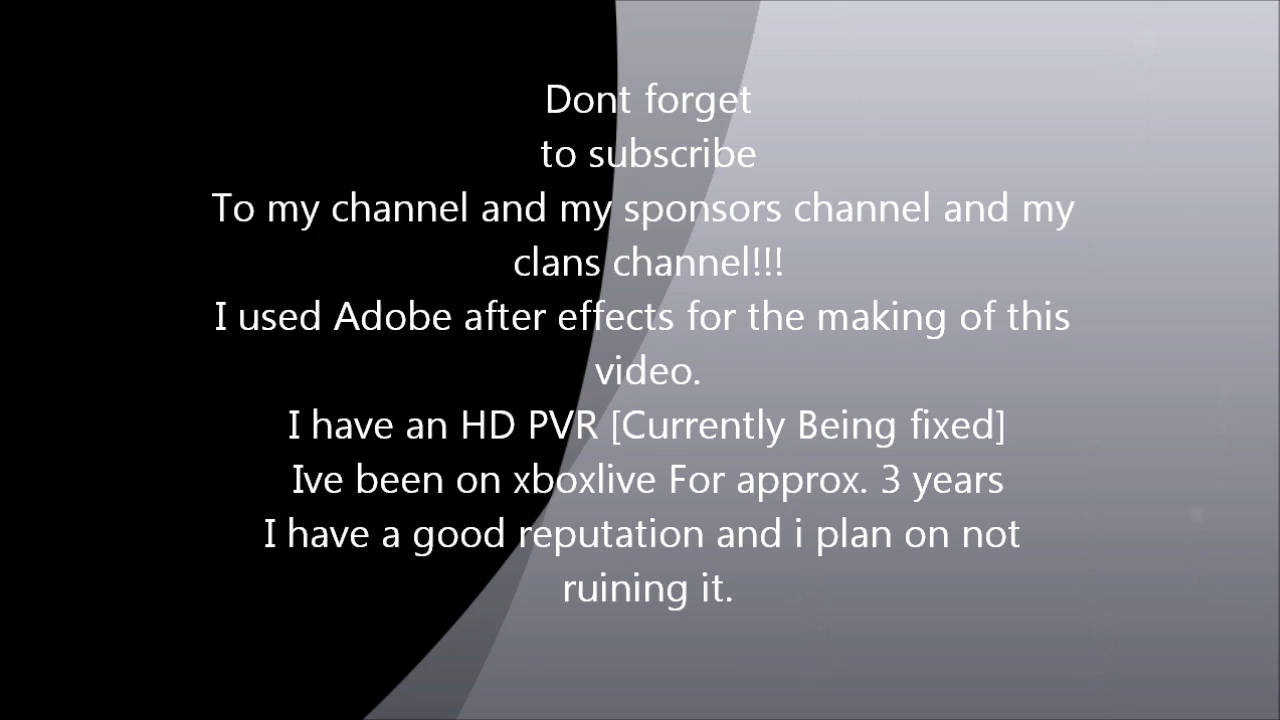 Dont forget
to subscribe
To my channel and my sponsors channel and my
clans channel!!!
I used Adobe after effects for the making of this
video.
I have an HD PVR [Currently Being fixed]
Ive been on xboxlive For approx. 3 years
I have a good reputation and i plan on not
ruining it.